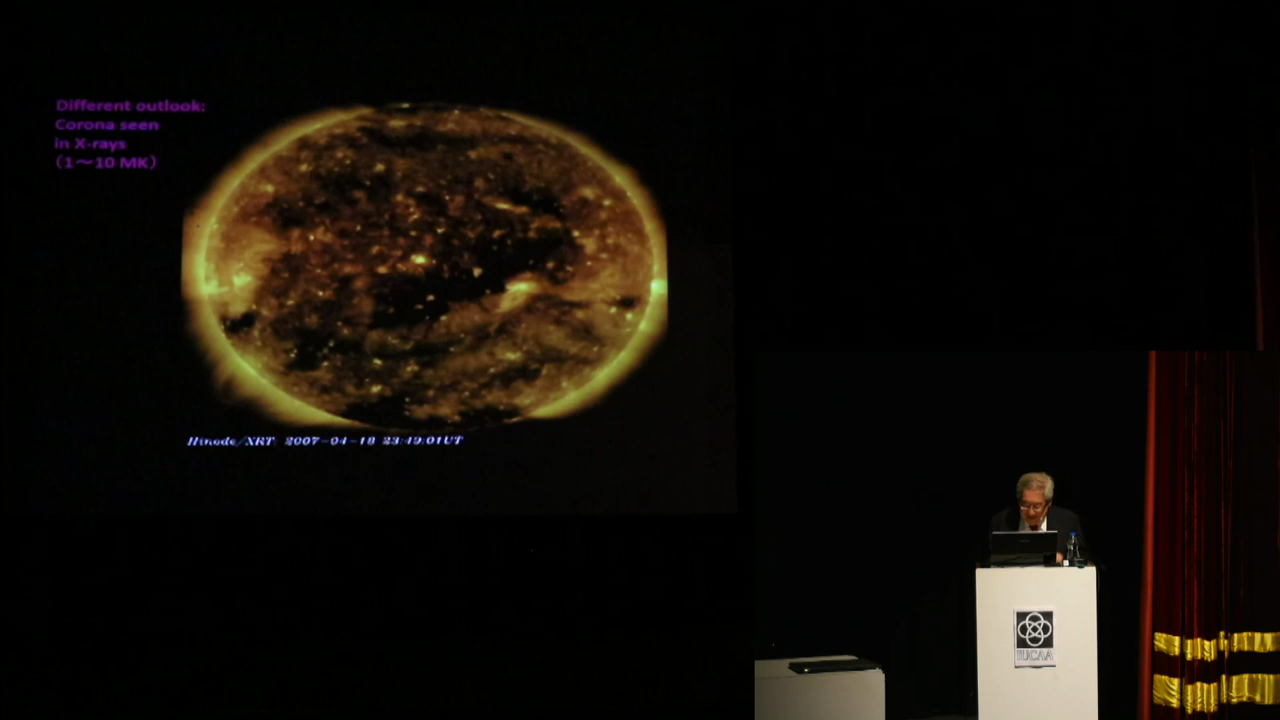 Different outlook:
Corona seen
in X-rays
(1～10 MK)
Hinode/XRT 2007-04-18 23:49:01UT
IUCAA